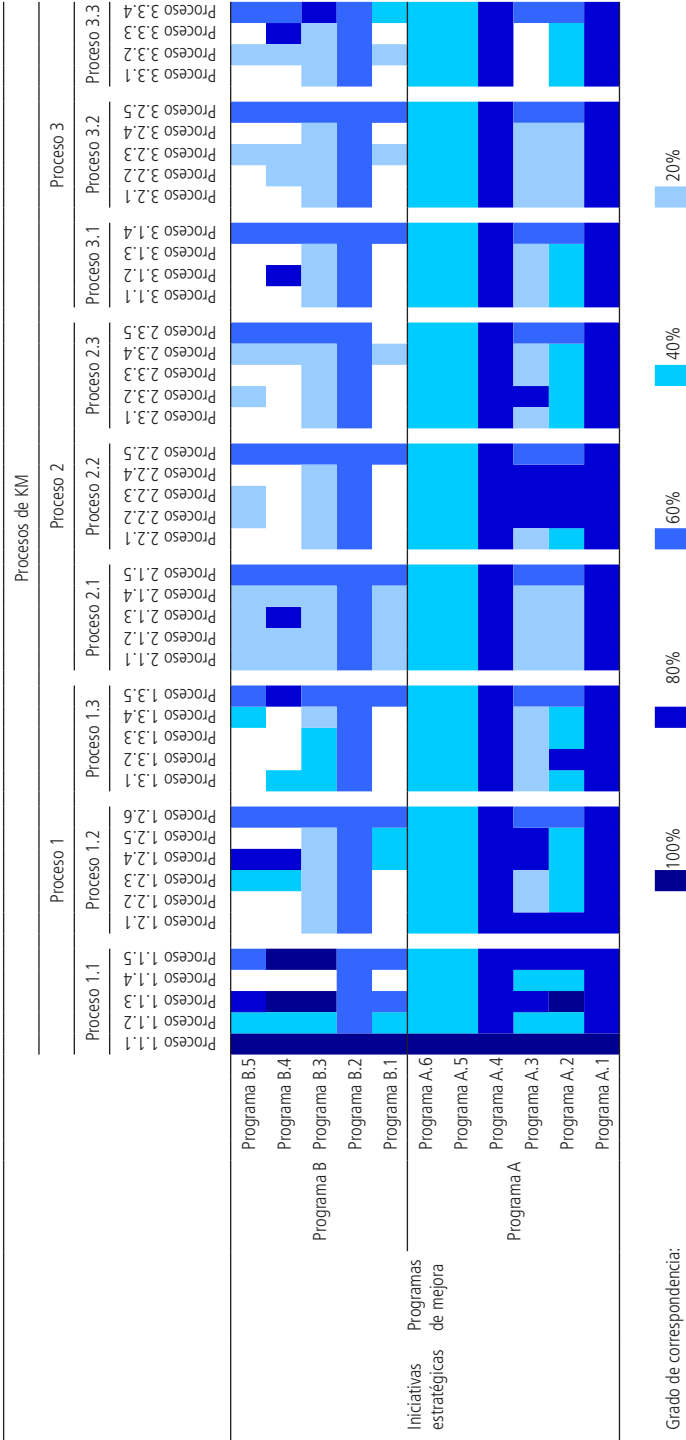 Procesos de KM
Proceso 1
Proceso 2
Proceso 3
Proceso 1.1
Proceso 1.2
Proceso 1.3
Proceso 2.1
Proceso 2.2
Proceso 2.3
Proceso 3.1
Proceso 3.2
Proceso 3.3
Proceso 1.1.1
Proceso 1.1.2
Proceso 1.1.3
Proceso 1.1.4
Proceso 1.1.5
Proceso 1.2.1
Proceso 1.2.2
Proceso 1.2.3
Proceso 1.2.4
Proceso 1.2.5
Proceso 1.2.6
Proceso 1.3.1
Proceso 1.3.2
Proceso 1.3.3
Proceso 1.3.4
Proceso 1.3.5
Proceso 2.1.1
Proceso 2.1.2
Proceso 2.1.3
Proceso 2.1.4
Proceso 2.1.5
Proceso 2.2.1
Proceso 2.2.2
Proceso 2.2.3
Proceso 2.2.4
Proceso 2.2.5
Proceso 2.3.1
Proceso 2.3.2
Proceso 2.3.3
Proceso 2.3.4
Proceso 2.3.5
Proceso 3.1.1
Proceso 3.1.2
Proceso 3.1.3
Proceso 3.1.4
Proceso 3.2.1
Proceso 3.2.2
Proceso 3.2.3
Proceso 3.2.4
Proceso 3.2.5
Proceso 3.3.1
Proceso 3.3.2
Proceso 3.3.3
Proceso 3.3.4
Iniciativas
estratégicas
Programas
de mejora
Programa B
Programa B.5
Programa B.4
Programa B.3
Programa B.2
Programa B.1
Programa A
Programa A.6
Programa A.5
Programa A.4
Programa A.3
Programa A.2
Programa A.1
Grado de correspondencia:
100%
80%
60%
40%
20%